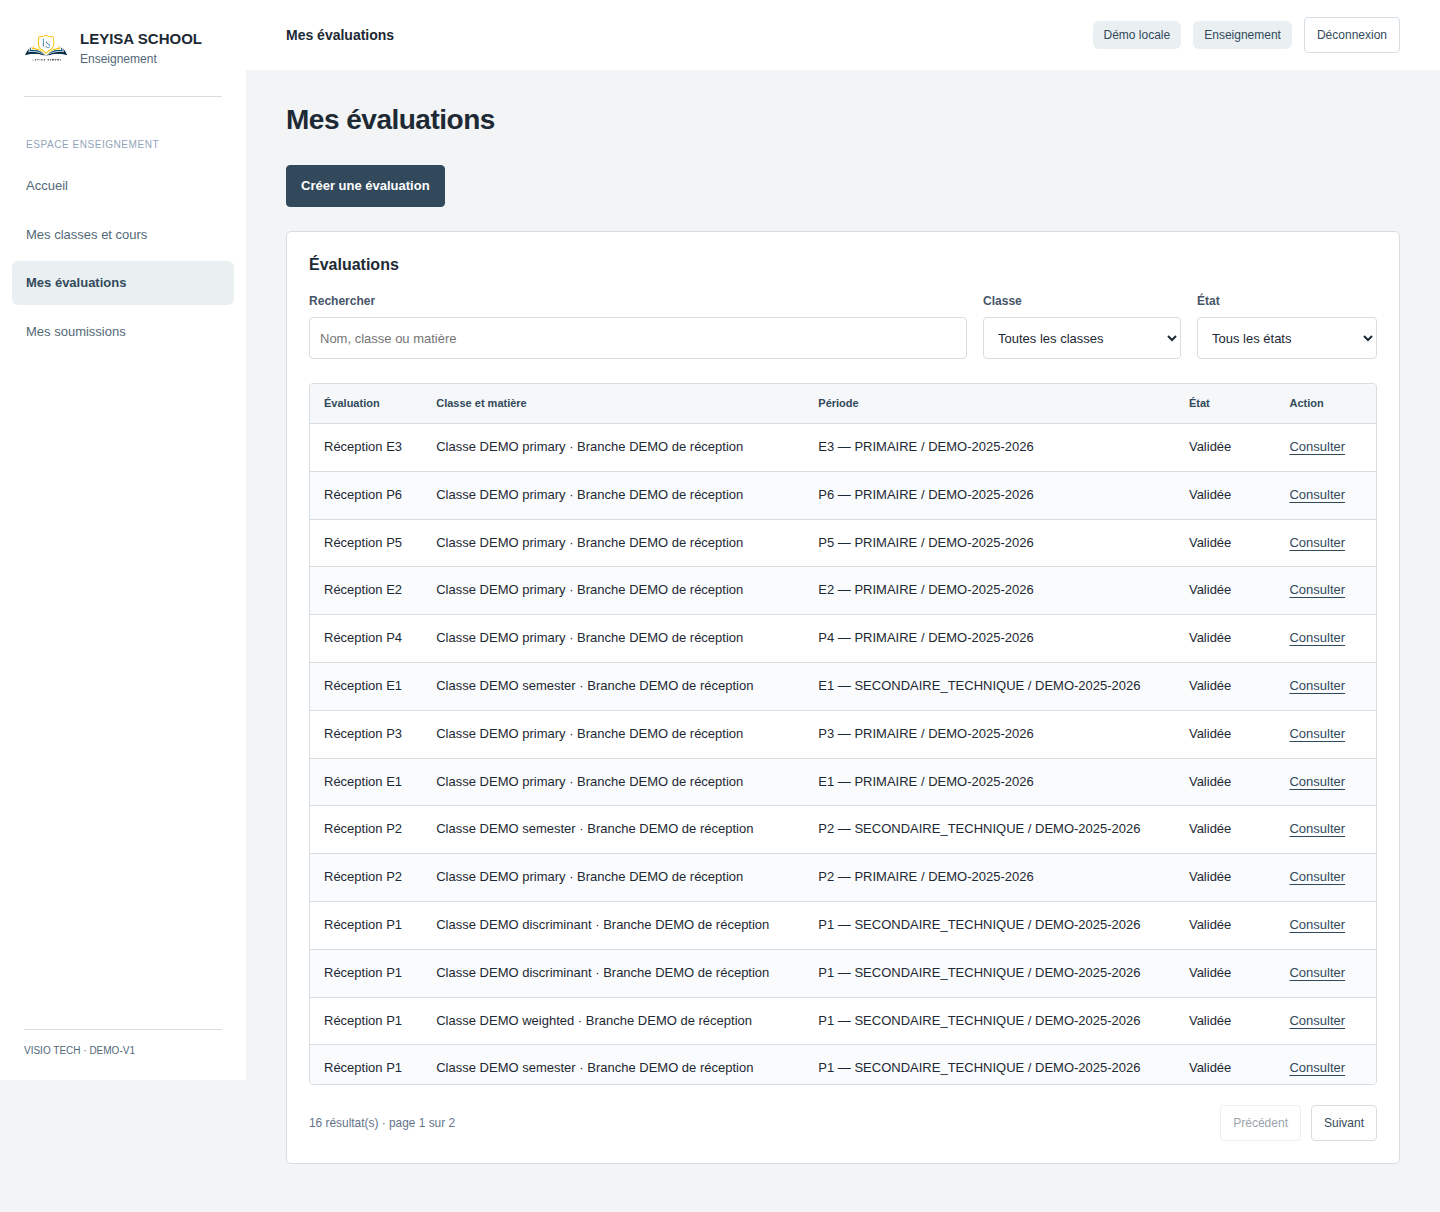 LEYISA SCHOOL
Enseignement
ESPACE ENSEIGNEMENT
Accueil
Mes classes et cours
Mes évaluations
Mes soumissions
VISIO TECH · DEMO-V1
Mes évaluations
Démo locale
Enseignement
Déconnexion
Mes évaluations
Créer une évaluation
Évaluations
Rechercher
Classe
État
Nom, classe ou matière
Toutes les classes
Tous les états
Évaluation Classe et matière Période État Action
Réception E3 Classe DEMO primary · Branche DEMO de réception E3 — PRIMAIRE / DEMO-2025-2026 Validée Consulter
Réception P6 Classe DEMO primary · Branche DEMO de réception P6 — PRIMAIRE / DEMO-2025-2026 Validée Consulter
Réception P5 Classe DEMO primary · Branche DEMO de réception P5 — PRIMAIRE / DEMO-2025-2026 Validée Consulter
Réception E2 Classe DEMO primary · Branche DEMO de réception E2 — PRIMAIRE / DEMO-2025-2026 Validée Consulter
Réception P4 Classe DEMO primary · Branche DEMO de réception P4 — PRIMAIRE / DEMO-2025-2026 Validée Consulter
Réception E1 Classe DEMO semester · Branche DEMO de réception E1 — SECONDAIRE_TECHNIQUE / DEMO-2025-2026 Validée Consulter
Réception P3 Classe DEMO primary · Branche DEMO de réception P3 — PRIMAIRE / DEMO-2025-2026 Validée Consulter
Réception E1 Classe DEMO primary · Branche DEMO de réception E1 — PRIMAIRE / DEMO-2025-2026 Validée Consulter
Réception P2 Classe DEMO semester · Branche DEMO de réception P2 — SECONDAIRE_TECHNIQUE / DEMO-2025-2026 Validée Consulter
Réception P2 Classe DEMO primary · Branche DEMO de réception P2 — PRIMAIRE / DEMO-2025-2026 Validée Consulter
Réception P1 Classe DEMO discriminant · Branche DEMO de réception P1 — SECONDAIRE_TECHNIQUE / DEMO-2025-2026 Validée Consulter
Réception P1 Classe DEMO discriminant · Branche DEMO de réception P1 — SECONDAIRE_TECHNIQUE / DEMO-2025-2026 Validée Consulter
Réception P1 Classe DEMO weighted · Branche DEMO de réception P1 — SECONDAIRE_TECHNIQUE / DEMO-2025-2026 Validée Consulter
Réception P1 Classe DEMO semester · Branche DEMO de réception P1 — SECONDAIRE_TECHNIQUE / DEMO-2025-2026 Validée Consulter
16 résultat(s) · page 1 sur 2
Précédent
Suivant